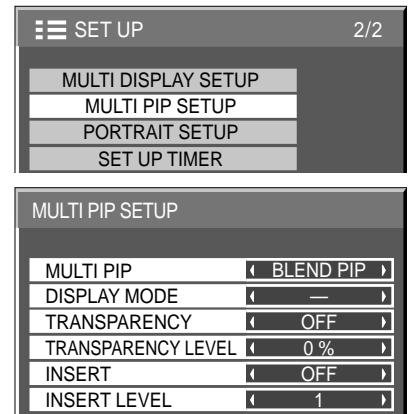 SET UP 2/2
MULTI DISPLAY SETUP
MULTI PIP SETUP
PORTRAIT SETUP
SET UP TIMER
MULTI PIP SETUP
MULTI PIP BLEND PIP
DISPLAY MODE —
TRANSPARENCY OFF
TRANSPARENCY LEVEL 0 %
INSERT OFF
INSERT LEVEL 1